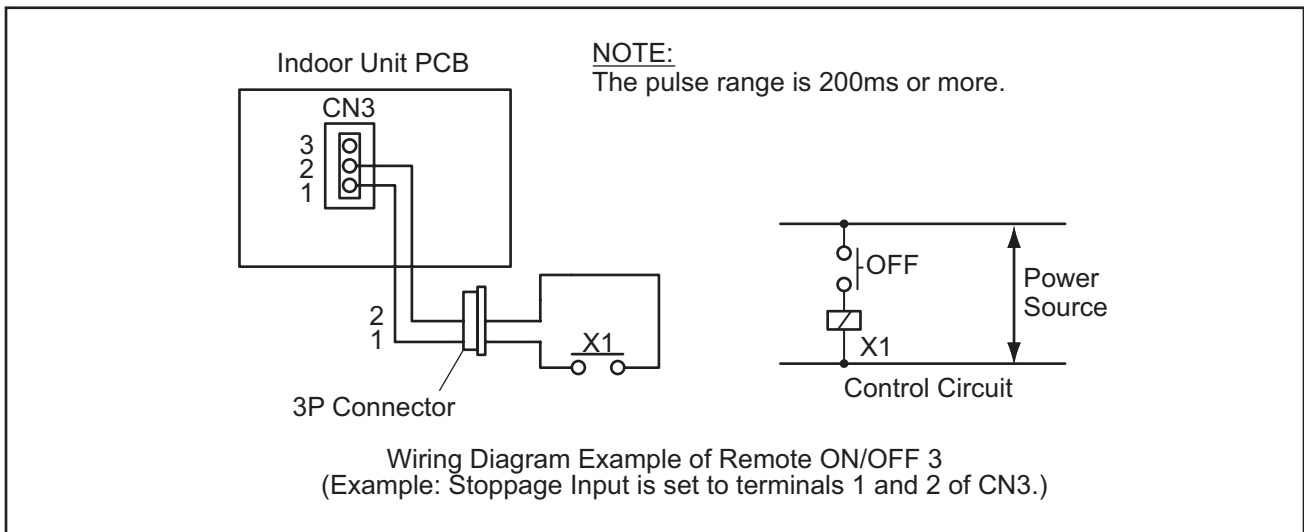 Indoor Unit PCB
NOTE:
The pulse range is 200ms or more.
CN3
3
2
1
OFF
Power
Source
X1
Control Circuit
2
1
X1
3P Connector
Wiring Diagram Example of Remote ON/OFF 3
(Example: Stoppage Input is set to terminals 1 and 2 of CN3.)